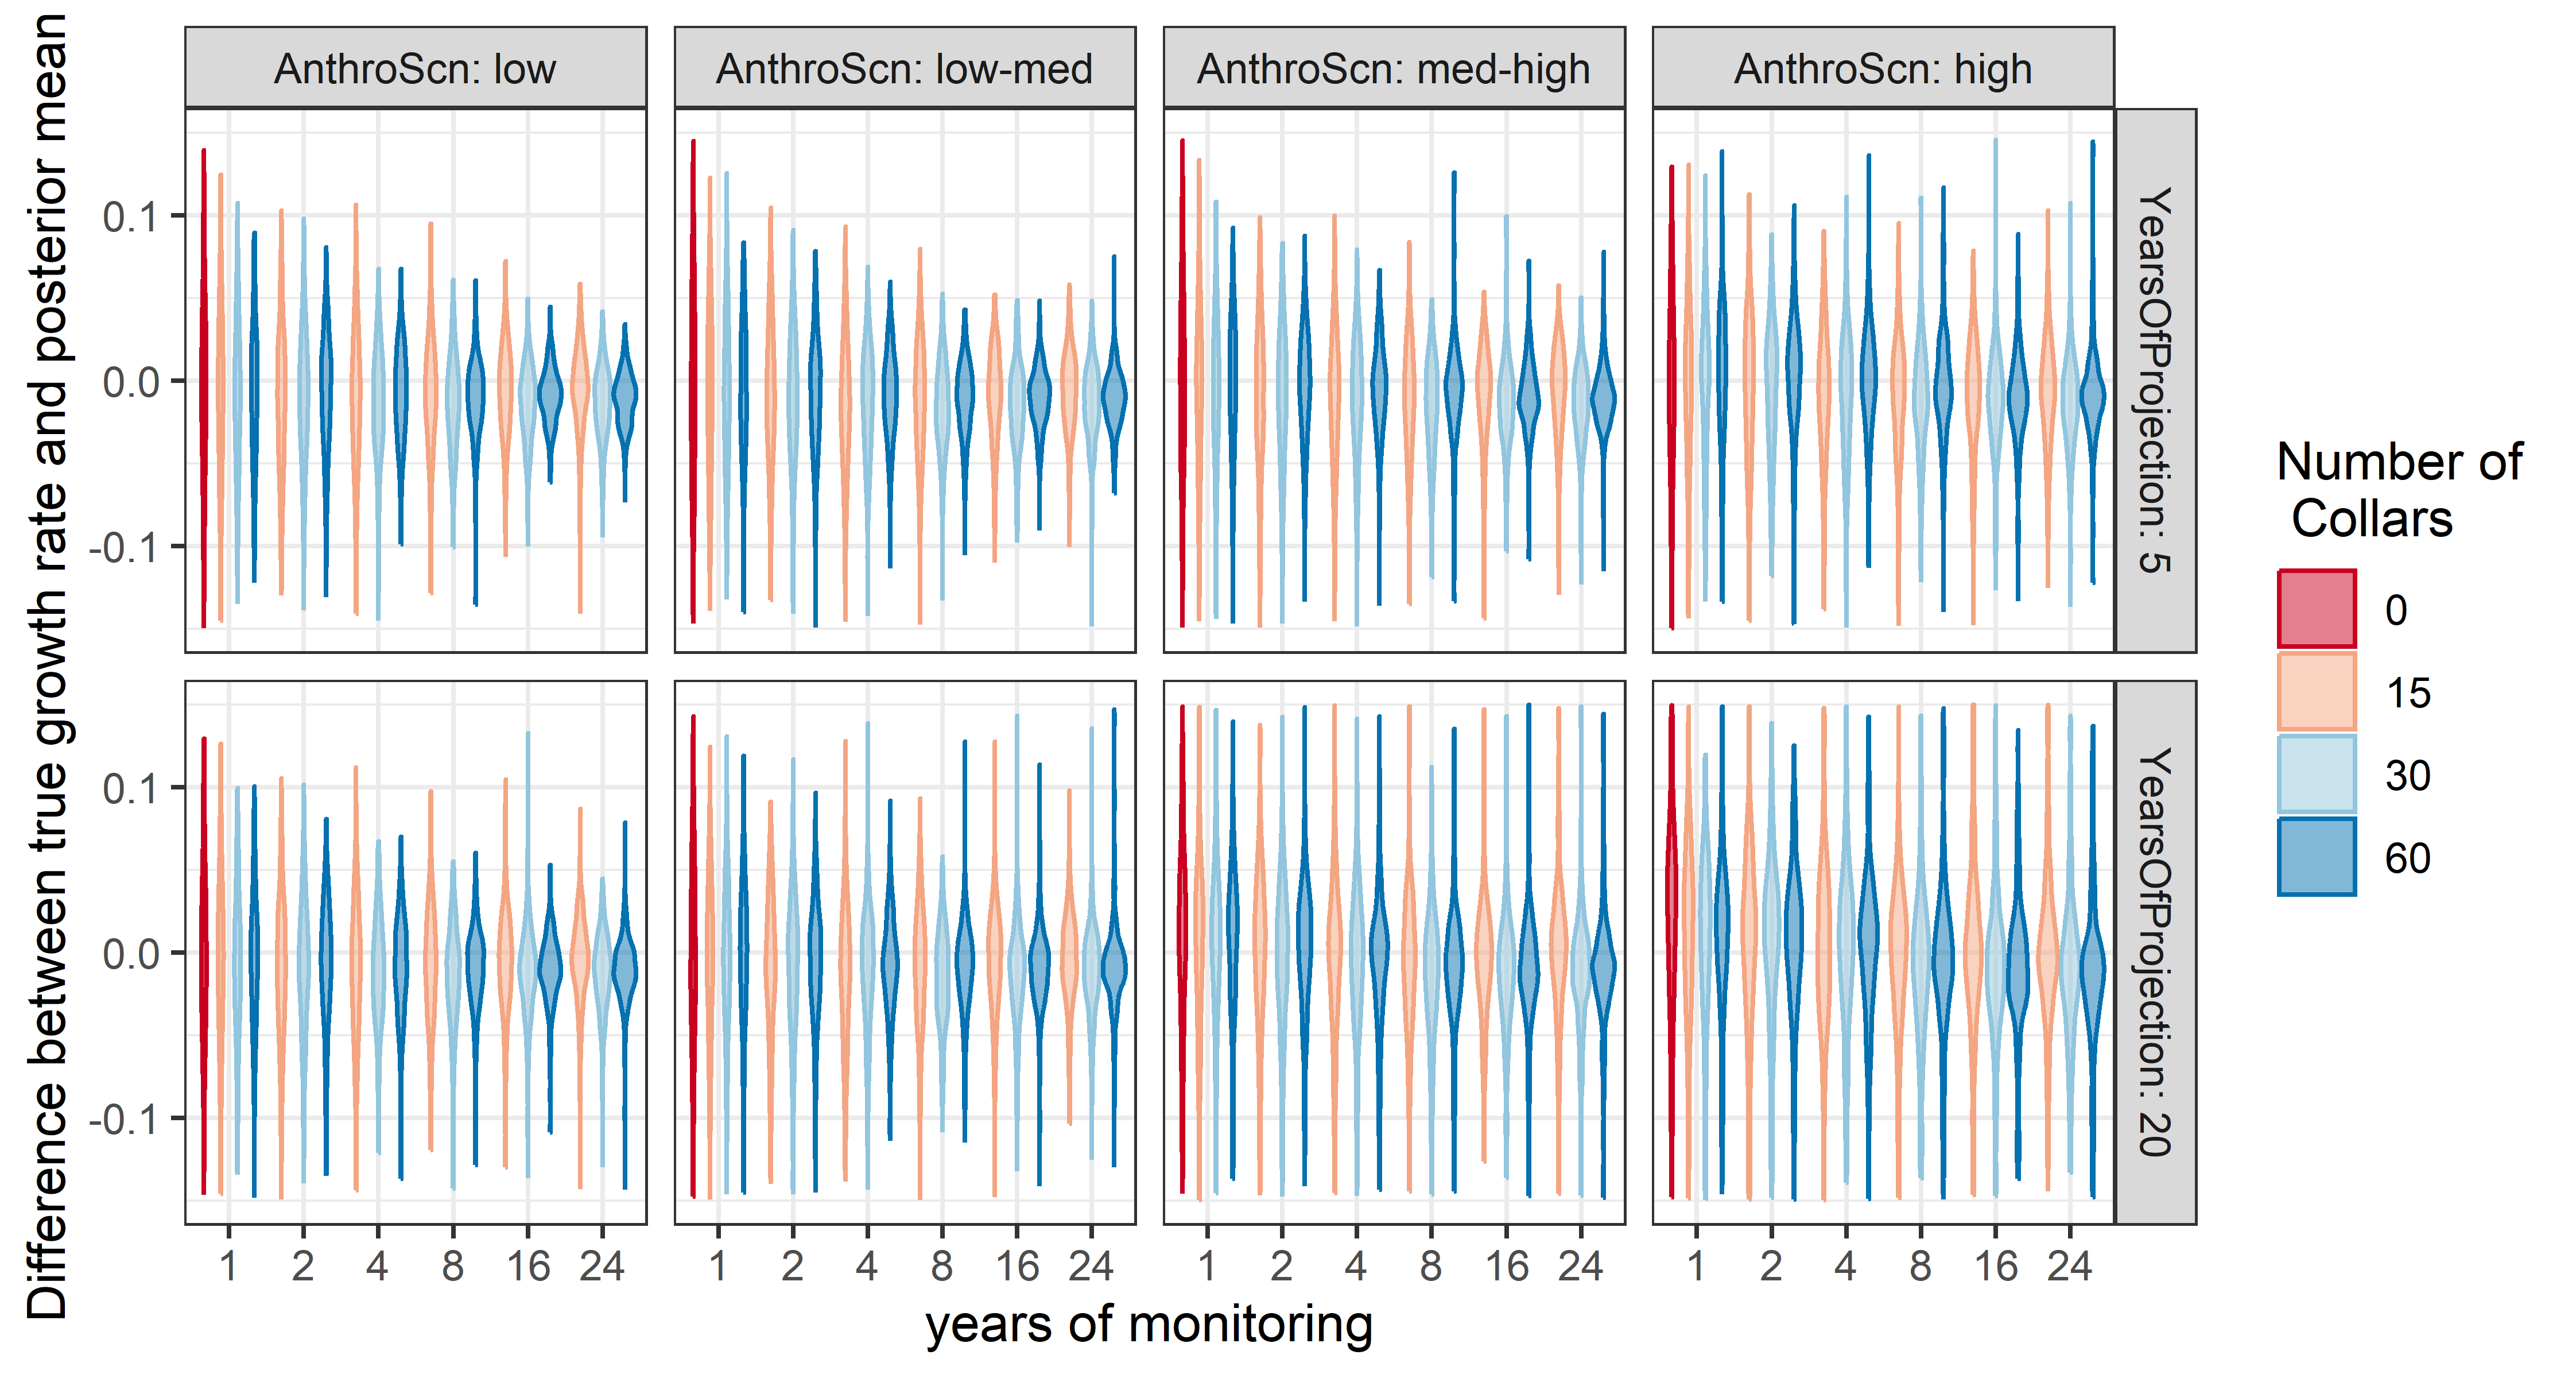 AnthroScn: low
AnthroScn: low-med
AnthroScn: med-high
AnthroScn: high
Difference between true growth rate and posterior mean
0.1
0.0
-0.1
YearsOfProjection: 5
0.1
0.0
-0.1
YearsOfProjection: 20
1 2 4 8 16 24
1 2 4 8 16 24
1 2 4 8 16 24
1 2 4 8 16 24
years of monitoring
Number of
Collars
0
15
30
60